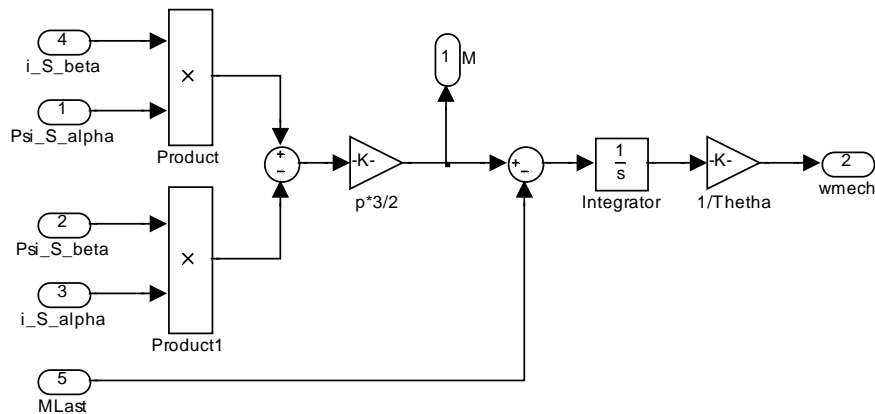 4
i_S_beta
1
Psi_S_alpha
×
Product
2
Psi_S_beta
3
i_S_alpha
×
Product1
5
MLast
+
−
-K-
p*3/2
1
M
+
−
1
s
Integrator
-K-
1/Thetha
2
wmech